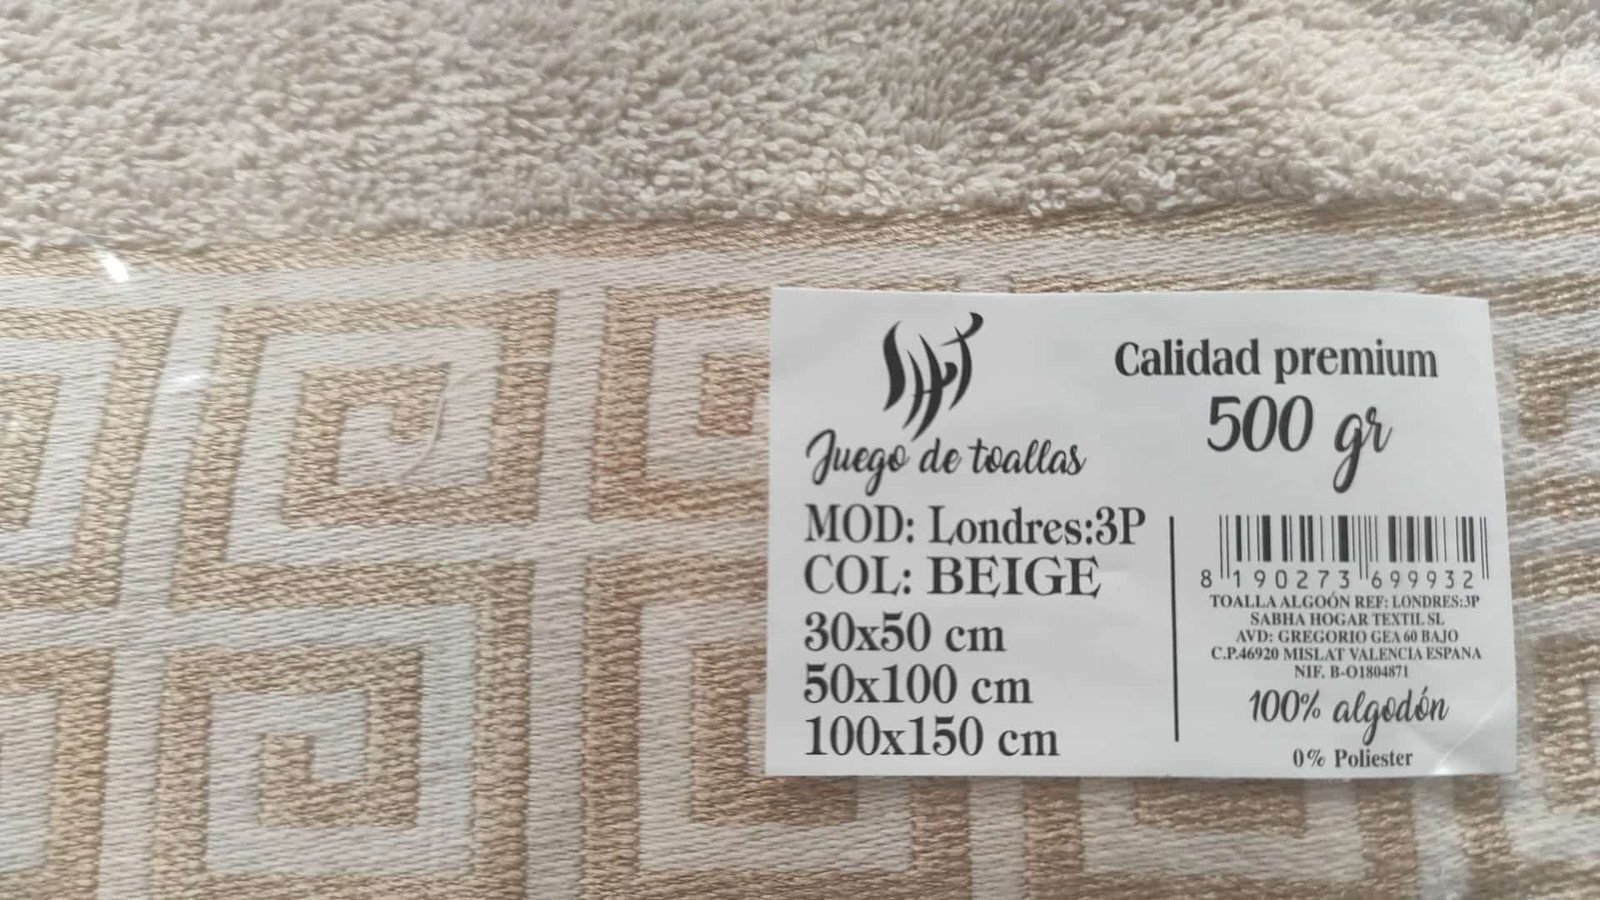 SHHT
Juego de toallas
MOD: Londres:3P
COL: BEIGE
30x50 cm
50x100 cm
100x150 cm
Calidad premium
500 gr
8 190273 699932
TOALLA ALGOÓN REF: LONDRES:3P
SABHA HOGAR TEXTIL SL
AVD: GREGORIO GEA 60 BAJO
C.P.46920 MISLAT VALENCIA ESPANA
NIF. B-O1804871
100% algodón
0% Poliester